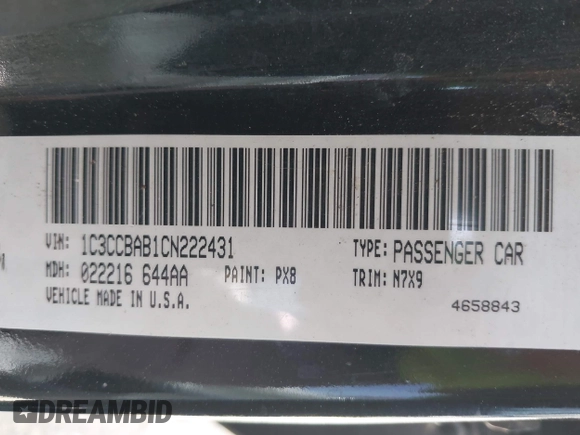 VIN: 1C3CCBAB1CN222431 TYPE: PASSENGER CAR
MDH: 022216 644AA PAINT: PX8 TRIM: N7X9
VEHICLE MADE IN U.S.A. 4658843
DREAMBID